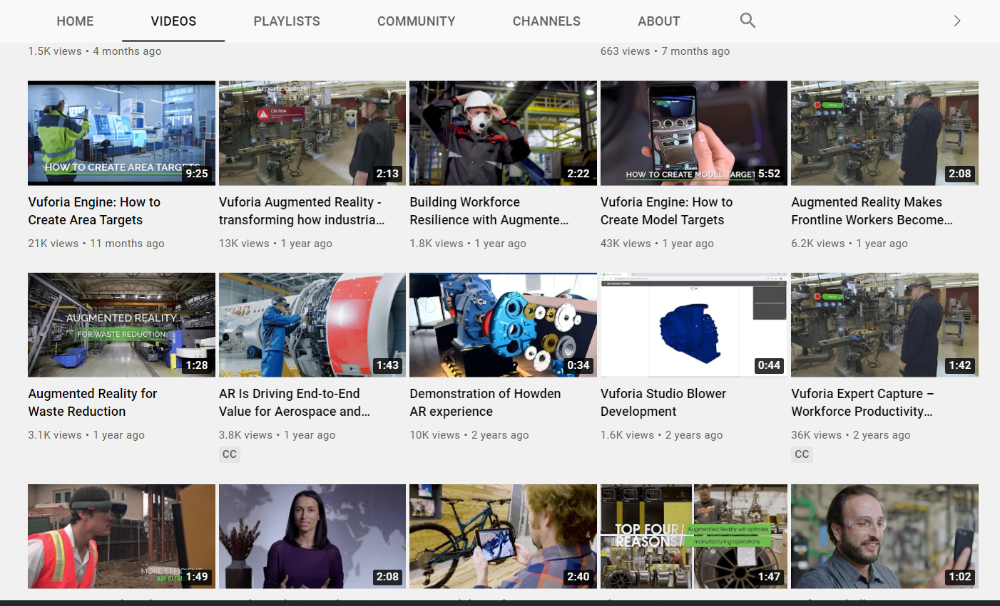 HOME VIDEOS PLAYLISTS COMMUNITY CHANNELS ABOUT
1.5K views • 4 months ago
663 views • 7 months ago
HOW TO CREATE AREA TARGETS
9:25
expert capture
CAUTION
2:13
2:22
HOW TO CREATE MODEL TARGET
5:52
2:08
Vuforia Engine: How to
Create Area Targets
21K views • 11 months ago
Vuforia Augmented Reality -
transforming how industria...
13K views • 1 year ago
Building Workforce
Resilience with Augmente...
1.8K views • 1 year ago
Vuforia Engine: How to
Create Model Targets
43K views • 1 year ago
Augmented Reality Makes
Frontline Workers Become...
6.2K views • 1 year ago
AUGMENTED REALITY
FOR WASTE REDUCTION
1:28
1:43
0:34
0:44
1:42
Augmented Reality for
Waste Reduction
3.1K views • 1 year ago
AR Is Driving End-to-End
Value for Aerospace and...
3.8K views • 1 year ago
CC
Demonstration of Howden
AR experience
10K views • 2 years ago
Vuforia Studio Blower
Development
1.6K views • 2 years ago
Vuforia Expert Capture –
Workforce Productivity...
36K views • 2 years ago
CC
MORE EFFICIENT
WAY TO TRA
1:49
2:08
2:40
TOP FOUR/
REASONS/
Augmented Reality will optimize
manufacturing operations
1:47
1:02